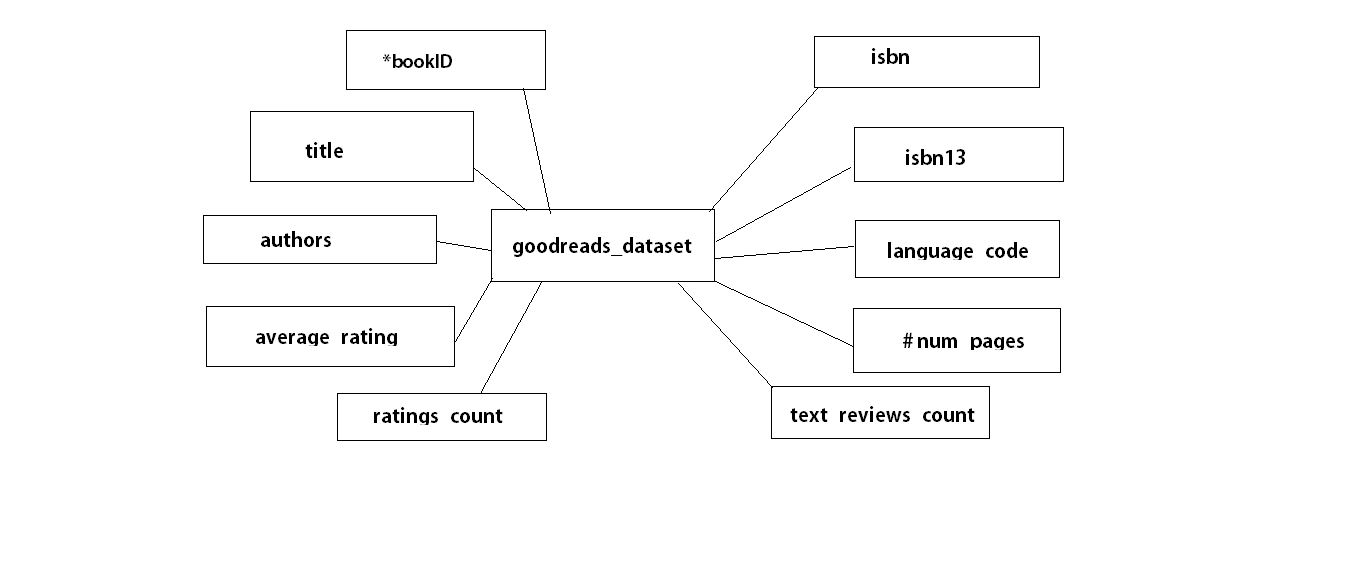 *bookID
isbn
title
isbn13
authors
goodreads_dataset
language_code
average_rating
#num_pages
ratings_count
text_reviews_count